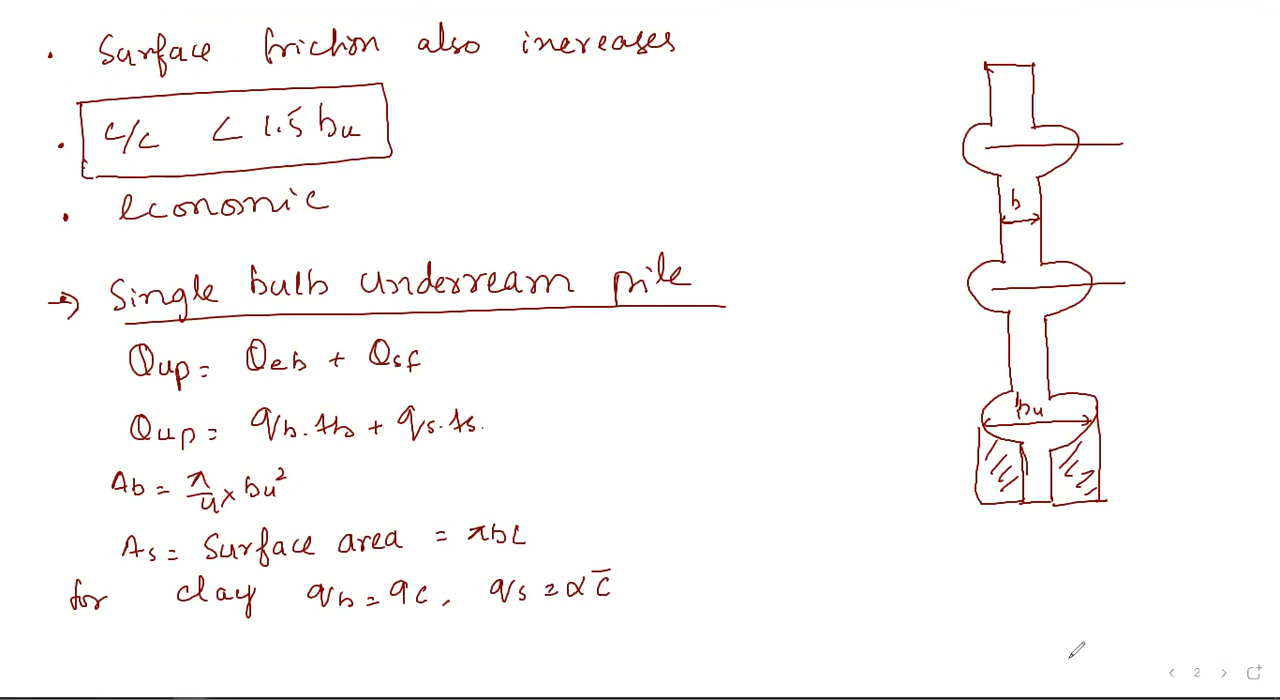 • Surface friction also increases
• c/c < 1.5 bu
• economic
→ Single bulb underream pile
Qup = Qeb + Qsf
Qup = qb.Ab + qs.As.
Ab = π/4 × bu²
As = Surface area = πbL
for clay qb = 9c, qs = αc̄
b
bu
< 2 >